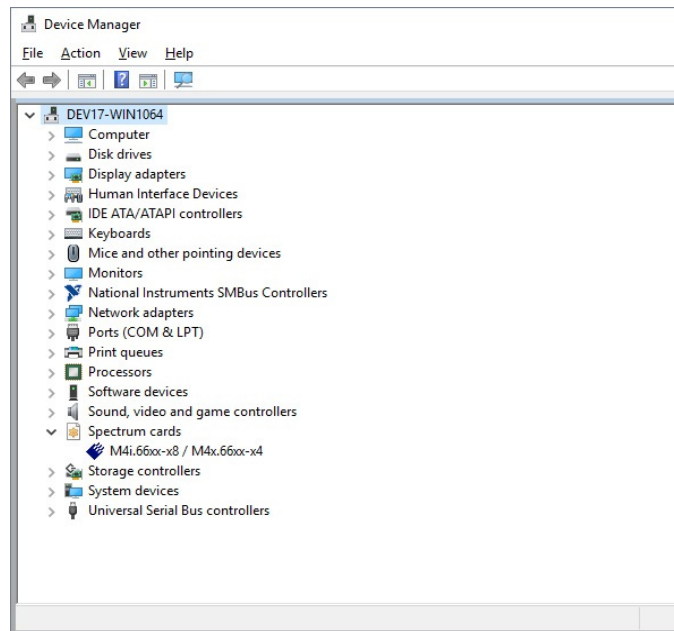 Device Manager
File Action View Help
DEV17-WIN1064
Computer
Disk drives
Display adapters
Human Interface Devices
IDE ATA/ATAPI controllers
Keyboards
Mice and other pointing devices
Monitors
National Instruments SMBus Controllers
Network adapters
Ports (COM & LPT)
Print queues
Processors
Software devices
Sound, video and game controllers
Spectrum cards
M4i.66xx-x8 / M4x.66xx-x4
Storage controllers
System devices
Universal Serial Bus controllers